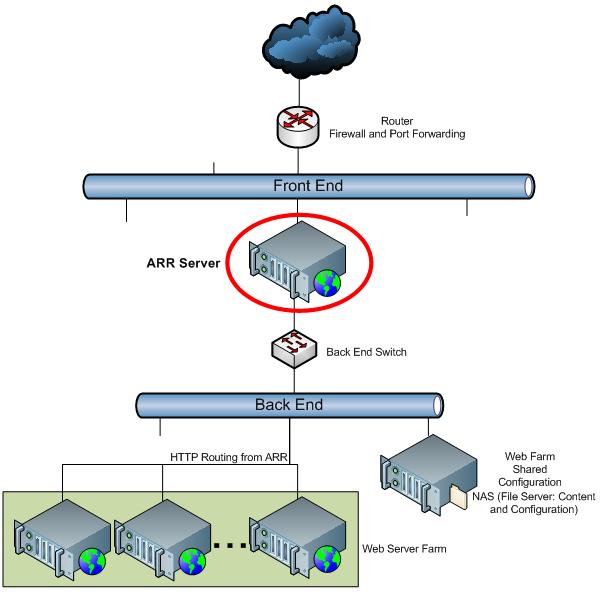 Router
Firewall and Port Forwarding
Front End
ARR Server
Back End Switch
Back End
HTTP Routing from ARR
Web Farm
Shared
Configuration
NAS (File Server: Content
and Configuration)
Web Server Farm